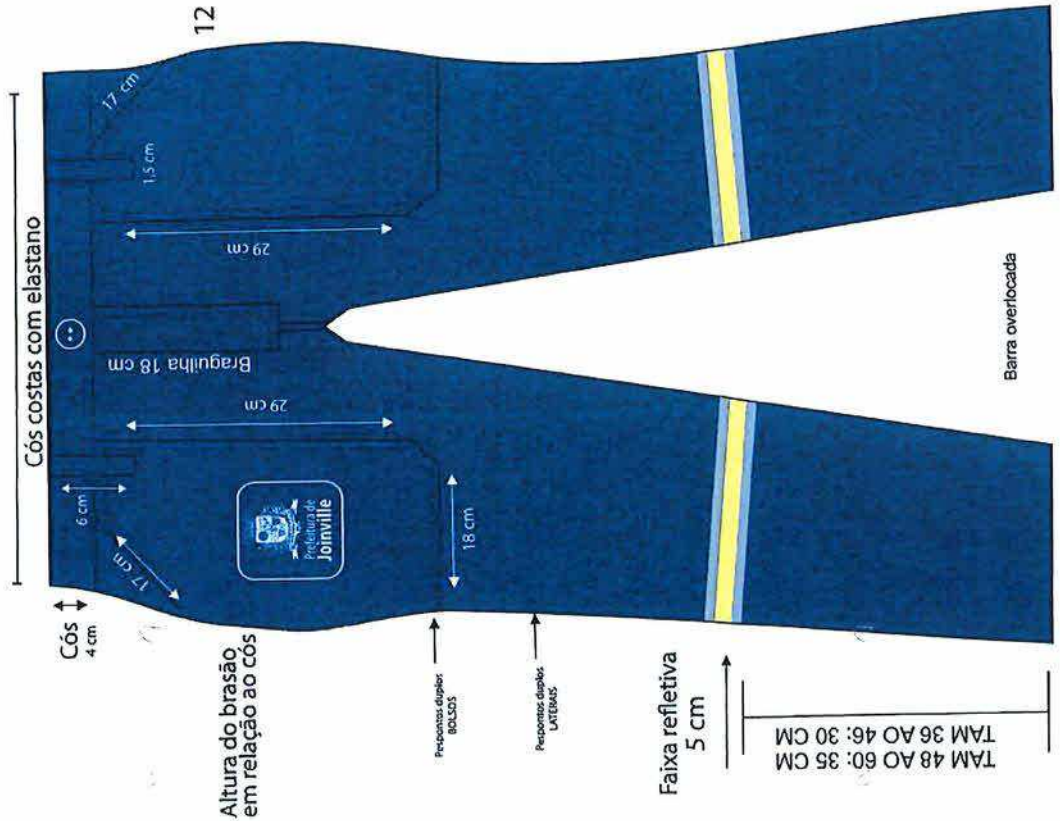 Cós costas com elastano
12
17 cm
1,5 cm
6 cm
17 cm
Cós
4 cm
29 cm
29 cm
Braguilha 18 cm
Prefeitura de
Joinville
Altura do brasão
em relação ao cós
18 cm
Pespontos duplos
BOLSOS
Pespontos duplos
LATERAIS
Faixa refletiva
5 cm
TAM 48 AO 60: 35 CM
TAM 36 AO 46: 30 CM
Barra overlocada